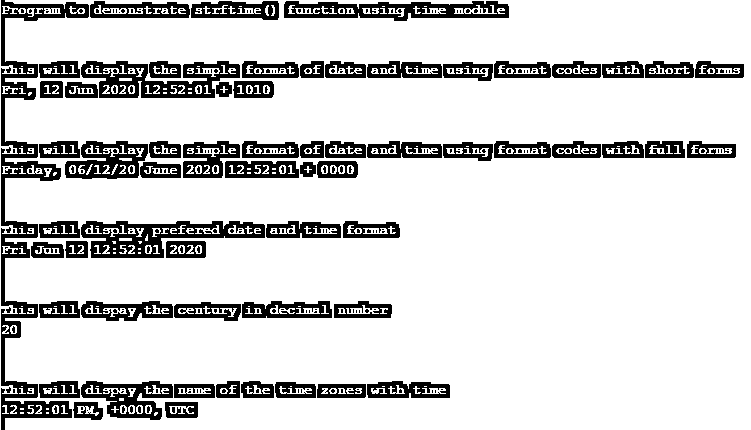 Program to demonstrate strftime() function using time module
This will display the simple format of date and time using format codes with short forms
Fri, 12 Jun 2020 12:52:01 + 1010
This will display the simple format of date and time using format codes with full forms
Friday, 06/12/20 June 2020 12:52:01 + 0000
This will display prefered date and time format
Fri Jun 12 12:52:01 2020
This will dispay the century in decimal number
20
This will dispay the name of the time zones with time
12:52:01 PM, +0000, UTC